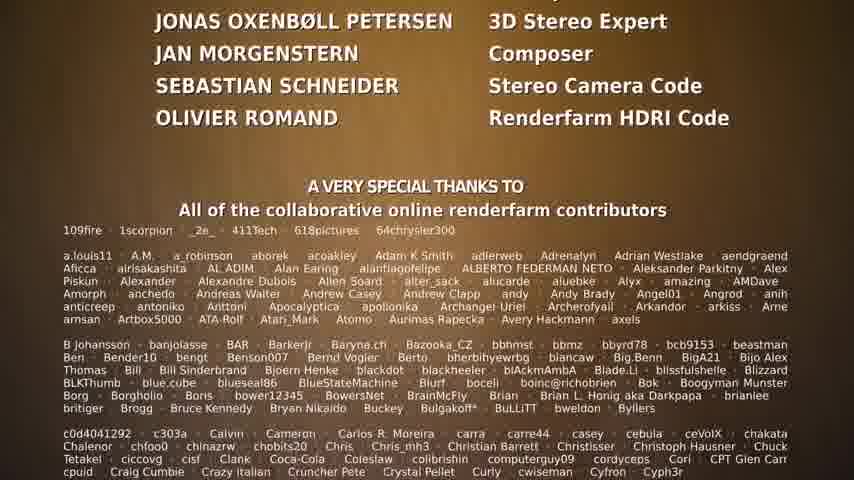 JONAS OXENBØLL PETERSEN 3D Stereo Expert
JAN MORGENSTERN Composer
SEBASTIAN SCHNEIDER Stereo Camera Code
OLIVIER ROMAND Renderfarm HDRI Code
A VERY SPECIAL THANKS TO
All of the collaborative online renderfarm contributors
109fire · 1scorpion · _2e_ · 411Tech · 618pictures · 64chrysler300
a.louis11 · A.M. · a_robinson · aborek · acoakley · Adam K Smith · adlerweb · Adrenalyn · Adrian Westlake · aendgraend
Aficca · airisakashita · AL ADIM · Alan Earing · alantiagofelipe · ALBERTO FEDERMAN NETO · Aleksander Parkitny · Alex
Piskun · Alexander · Alexandre Dubois · Allen Soard · alter_sack · alucarde · aluebke · Alyx · amazing · AMDave
Amorph · anchedo · Andreas Walter · Andrew Casey · Andrew Clapp · andy · Andy Brady · Angel01 · Angrod · anih
anticreep · antoniko · Anttoni · Apocalyptica · apolionika · Archangel Uriel · Archerofyail · Arkandor · arkiss · Arne
arnsan · Artbox5000 · ATA-Rolf · Atari_Mark · Atomo · Aurimas Rapecka · Avery Hackmann · axels
B Johansson · banjolasse · BAR · BarkerJr · Baryna.ch · Bazooka_CZ · bbhmst · bbmz · bbyrd78 · bcb9153 · beastman
Ben · Bender10 · bengt · Benson007 · Bernd Vogier · Berto · bherbihyewrbg · biancaw · Big.Benn · BigA21 · Bijo Alex
Thomas · Bill · Bill Sinderbrand · Bjoern Henke · blackdot · blackheeler · blAckmAmbA · Blade.Li · blissfulshelle · Blizzard
BLKThumb · blue.cube · blueseal86 · BlueStateMachine · Blurf · boceli · boinc@richobrien · Bok · Boogyman Munster
Borg · Borgholio · Boris · bower12345 · BowersNet · BrainMcFly · Brian · Brian L. Honig aka Darkpapa · brianlee
britiger · Brogg · Bruce Kennedy · Bryan Nikaido · Buckey · Bulgakoff* · BuLLiTT · bweldon · Byllers
c0d4041292 · c303a · Calvin · Cameron · Carlos R. Moreira · carra · carre44 · casey · cebula · ceVoIX · chakata
Chalenor · chfoo0 · chinazrw · chobits20 · Chris · Chris_mh3 · Christian Barrett · Christisser · Christoph Hausner · Chuck
Tetakel · ciccovg · cisf · Clank · Coca-Cola · Coleslaw · colibrishin · computerguy09 · cordyceps · Cori · CPT Glen Carr
cpuid · Craig Cumbie · Crazy Italian · Cruncher Pete · Crystal Pellet · Curly · cwiseman · Cyfron · Cyph3r